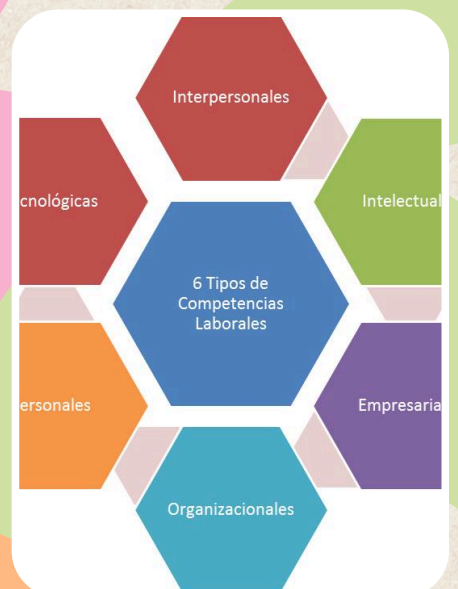 Interpersonales
cnológicas
Intelectual
6 Tipos de
Competencias
Laborales
ersonales
Empresaria
Organizacionales